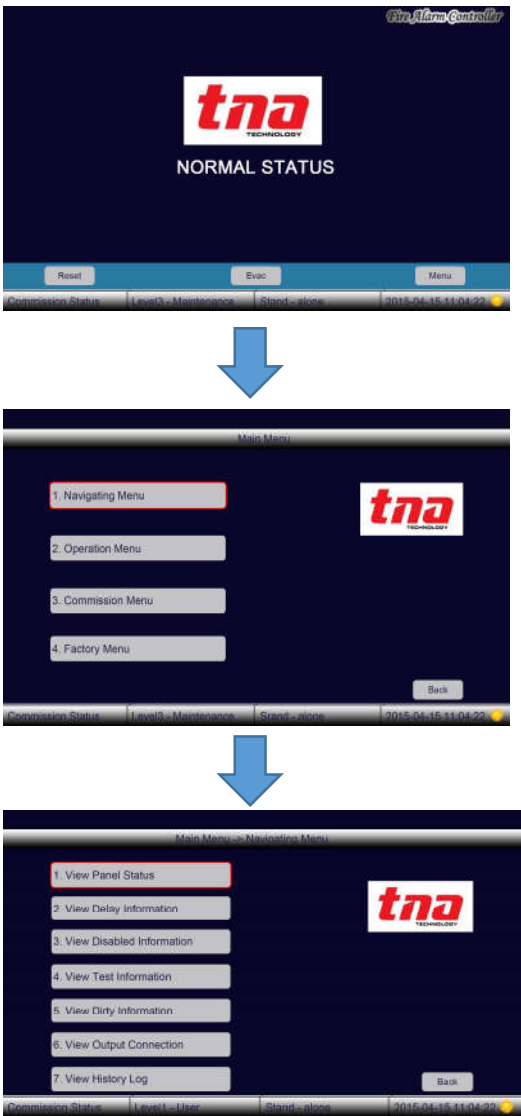 Fire Alarm Controller
tna
TECHNOLOGY
NORMAL STATUS
Reset Evac Menu
Commission Status Level3 - Maintenance Stand - alone 2015-04-15 11:04:22
Main Menu
1. Navigating Menu
tna
TECHNOLOGY
2. Operation Menu
3. Commission Menu
4. Factory Menu
Back
Commission Status Level3 - Maintenance Srand - alone 2015-04-15 11:04:22
Main Menu -> Navigating Menu
1. View Panel Status
2. View Delay Information
tna
TECHNOLOGY
3. View Disabled Information
4. View Test Information
5. View Dirty Information
6. View Output Connection
7. View History Log
Back
Commission Status Level1 - User Stand - alone 2015-04-15 11:04:22